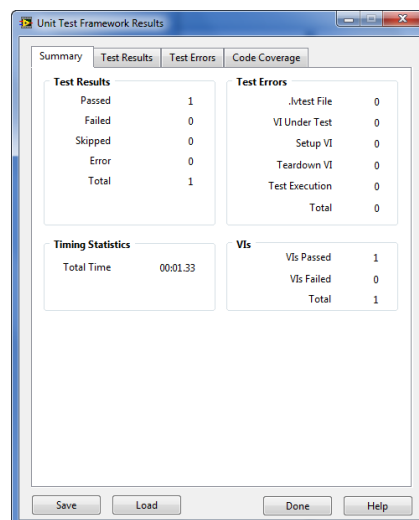 Unit Test Framework Results
Summary Test Results Test Errors Code Coverage
Test Results
Passed 1
Failed 0
Skipped 0
Error 0
Total 1
Test Errors
.lvtest File 0
VI Under Test 0
Setup VI 0
Teardown VI 0
Test Execution 0
Total 0
Timing Statistics
Total Time 00:01.33
VIs
VIs Passed 1
VIs Failed 0
Total 1
Save Load Done Help